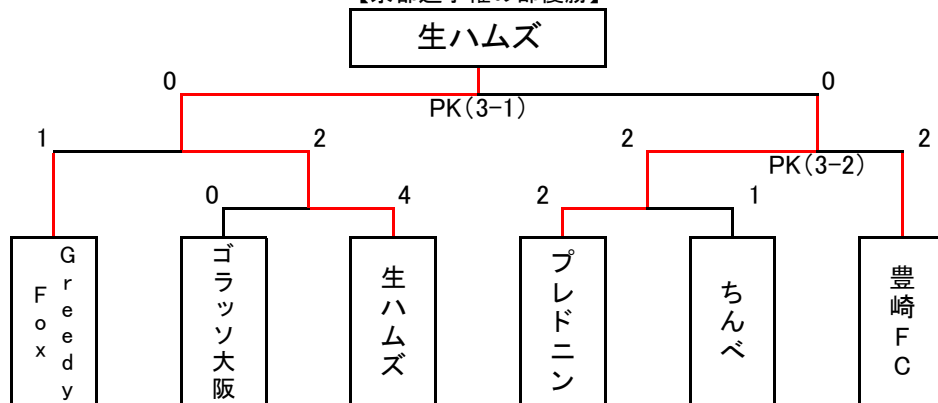 生ハムズ
0
0
PK(3-1)
1
2
2
2
PK(3-2)
0
4
2
1
Greedy
Fox
ゴラッソ大阪
生ハムズ
プレドニン
ちんべ
豊崎FC